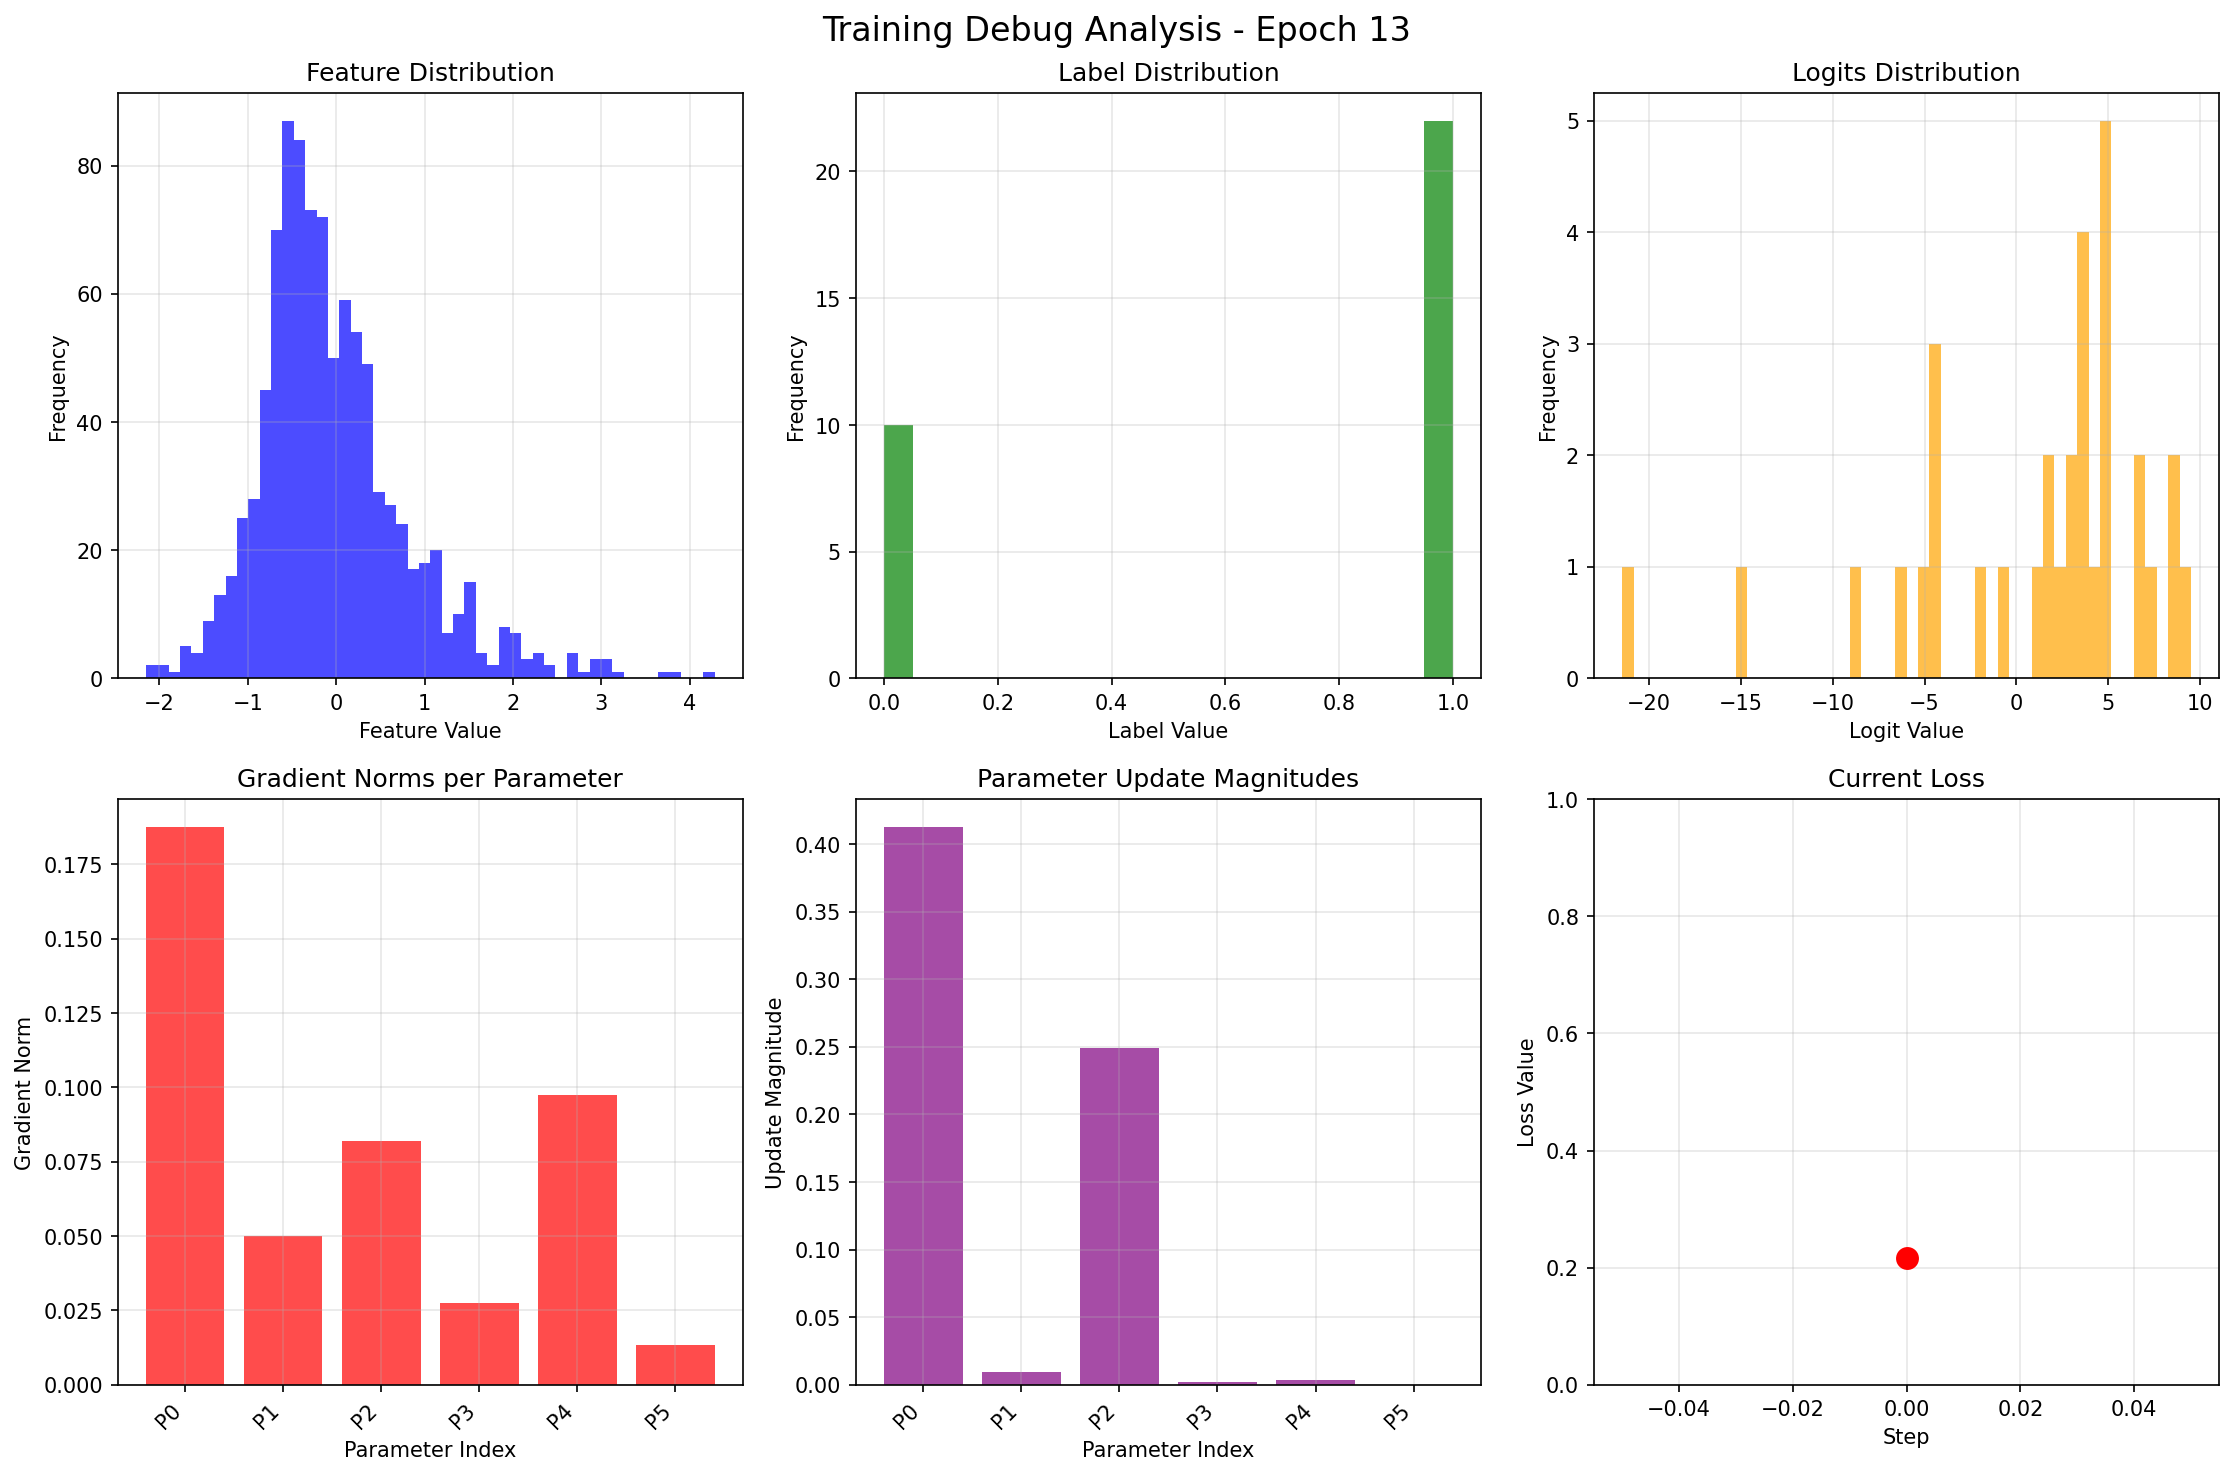 Training Debug Analysis - Epoch 13
Feature Distribution
Frequency
80
60
40
20
0
−2
−1
0
1
2
3
4
Feature Value
Label Distribution
Frequency
20
15
10
5
0
0.0
0.2
0.4
0.6
0.8
1.0
Label Value
Logits Distribution
Frequency
5
4
3
2
1
0
−20
−15
−10
−5
0
5
10
Logit Value
Gradient Norms per Parameter
Gradient Norm
0.175
0.150
0.125
0.100
0.075
0.050
0.025
0.000
P0
P1
P2
P3
P4
P5
Parameter Index
Parameter Update Magnitudes
Update Magnitude
0.40
0.35
0.30
0.25
0.20
0.15
0.10
0.05
0.00
P0
P1
P2
P3
P4
P5
Parameter Index
Current Loss
Loss Value
1.0
0.8
0.6
0.4
0.2
0.0
−0.04
−0.02
0.00
0.02
0.04
Step